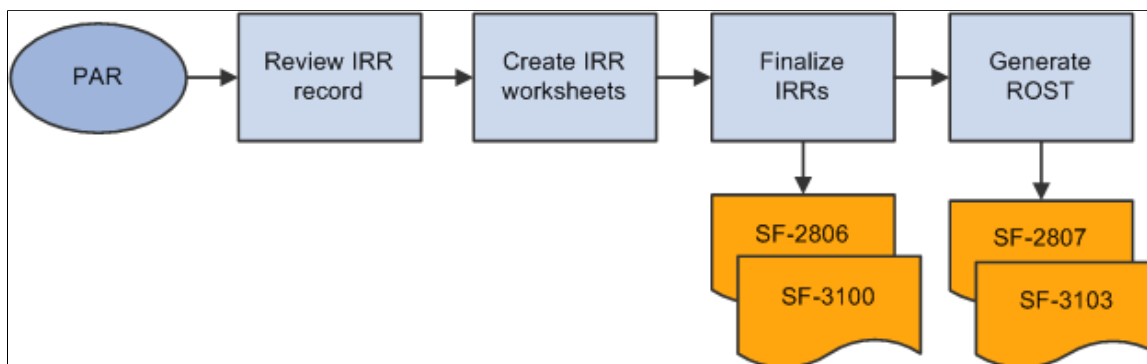 PAR
Review IRR
record
Create IRR
worksheets
Finalize
IRRs
Generate
ROST
SF-2806
SF-3100
SF-2807
SF-3103